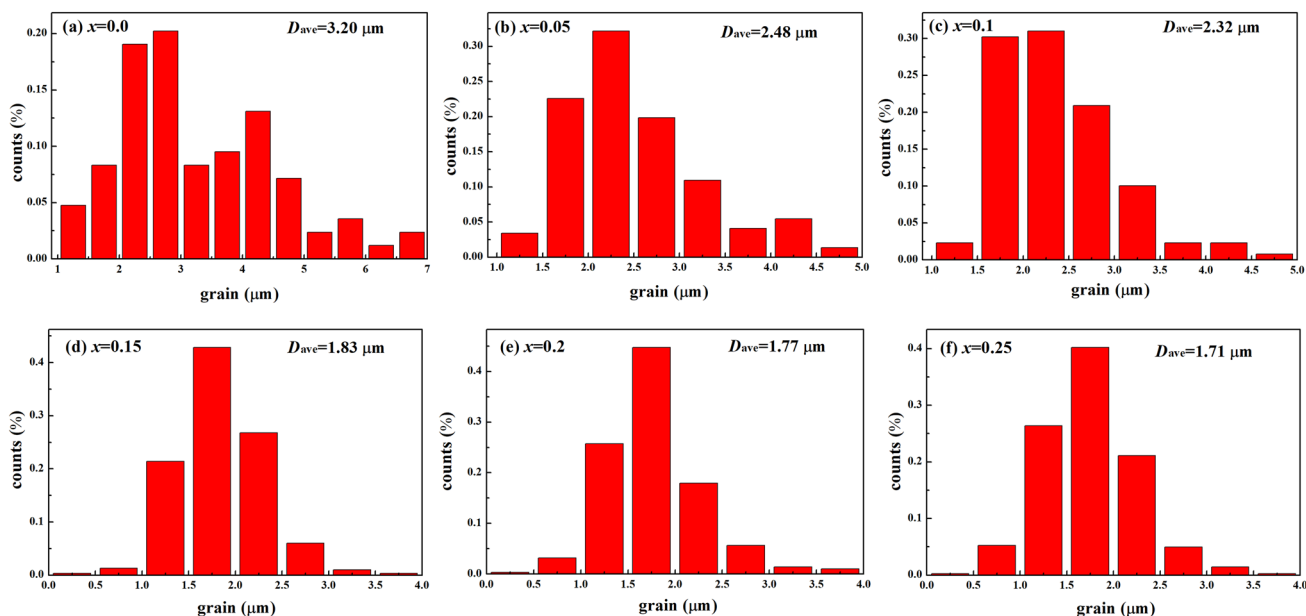 (a) x=0.0 Dave=3.20 μm
0.20
0.15
0.10
0.05
0.00
counts (%)
1 2 3 4 5 6 7
grain (μm)
(b) x=0.05 Dave=2.48 μm
0.30
0.25
0.20
0.15
0.10
0.05
0.00
counts (%)
1.0 1.5 2.0 2.5 3.0 3.5 4.0 4.5 5.0
grain (μm)
(c) x=0.1 Dave=2.32 μm
0.30
0.25
0.20
0.15
0.10
0.05
0.00
counts (%)
1.0 1.5 2.0 2.5 3.0 3.5 4.0 4.5 5.0
grain (μm)
(d) x=0.15 Dave=1.83 μm
0.4
0.3
0.2
0.1
0.0
counts (%)
0.0 0.5 1.0 1.5 2.0 2.5 3.0 3.5 4.0
grain (μm)
(e) x=0.2 Dave=1.77 μm
0.4
0.3
0.2
0.1
0.0
counts (%)
0.0 0.5 1.0 1.5 2.0 2.5 3.0 3.5 4.0
grain (μm)
(f) x=0.25 Dave=1.71 μm
0.4
0.3
0.2
0.1
0.0
counts (%)
0.0 0.5 1.0 1.5 2.0 2.5 3.0 3.5 4.0
grain (μm)